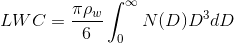 LWC = \frac{\pi \rho_w}{6} \int_0^\infty N(D) D^3 dD